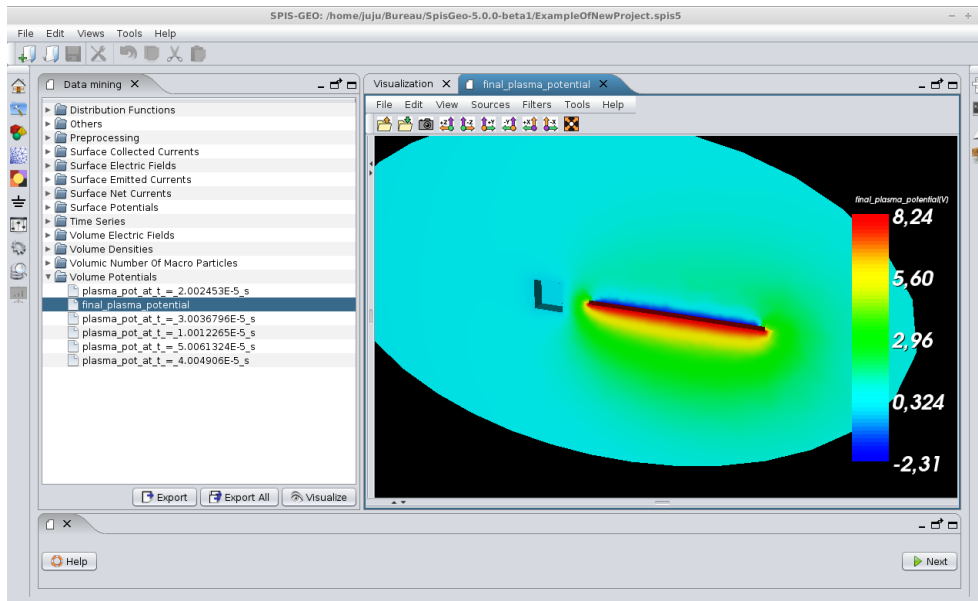 SPIS-GEO: /home/juju/Bureau/SpisGeo-5.0.0-beta1/ExampleOfNewProject.spis5
File Edit Views Tools Help
Data mining
Distribution Functions
Others
Preprocessing
Surface Collected Currents
Surface Electric Fields
Surface Emitted Currents
Surface Net Currents
Surface Potentials
Time Series
Volume Electric Fields
Volume Densities
Volumic Number Of Macro Particles
Volume Potentials
plasma_pot_at_t_=_2.002453E-5_s
final_plasma_potential
plasma_pot_at_t_=_3.0036796E-5_s
plasma_pot_at_t_=_1.0012265E-5_s
plasma_pot_at_t_=_5.0061324E-5_s
plasma_pot_at_t_=_4.004906E-5_s
Export Export All Visualize
Visualization final_plasma_potential
File Edit View Sources Filters Tools Help
+Z -Z +Y -Y +X -X
final_plasma_potential(V)
8,24
5,60
2,96
0,324
-2,31
Help Next